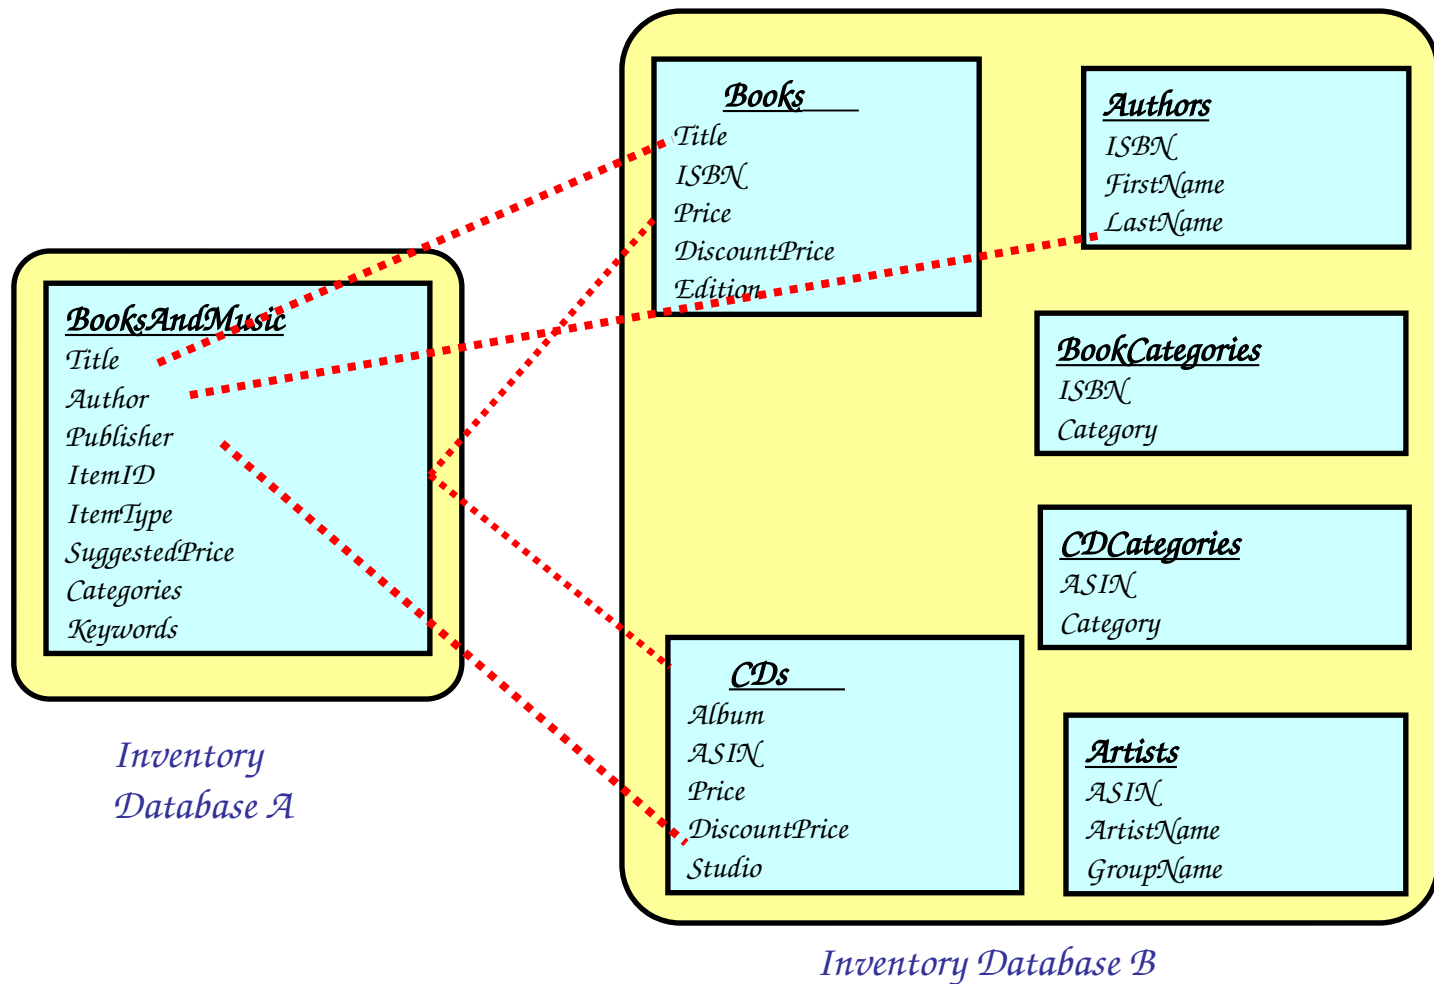 BooksAndMusic
Title
Author
Publisher
ItemID
ItemType
SuggestedPrice
Categories
Keywords
Inventory
Database A
Books
Title
ISBN
Price
DiscountPrice
Edition
Authors
ISBN
FirstName
LastName
BookCategories
ISBN
Category
CDCategories
ASIN
Category
CDs
Album
ASIN
Price
DiscountPrice
Studio
Artists
ASIN
ArtistName
GroupName
Inventory Database B